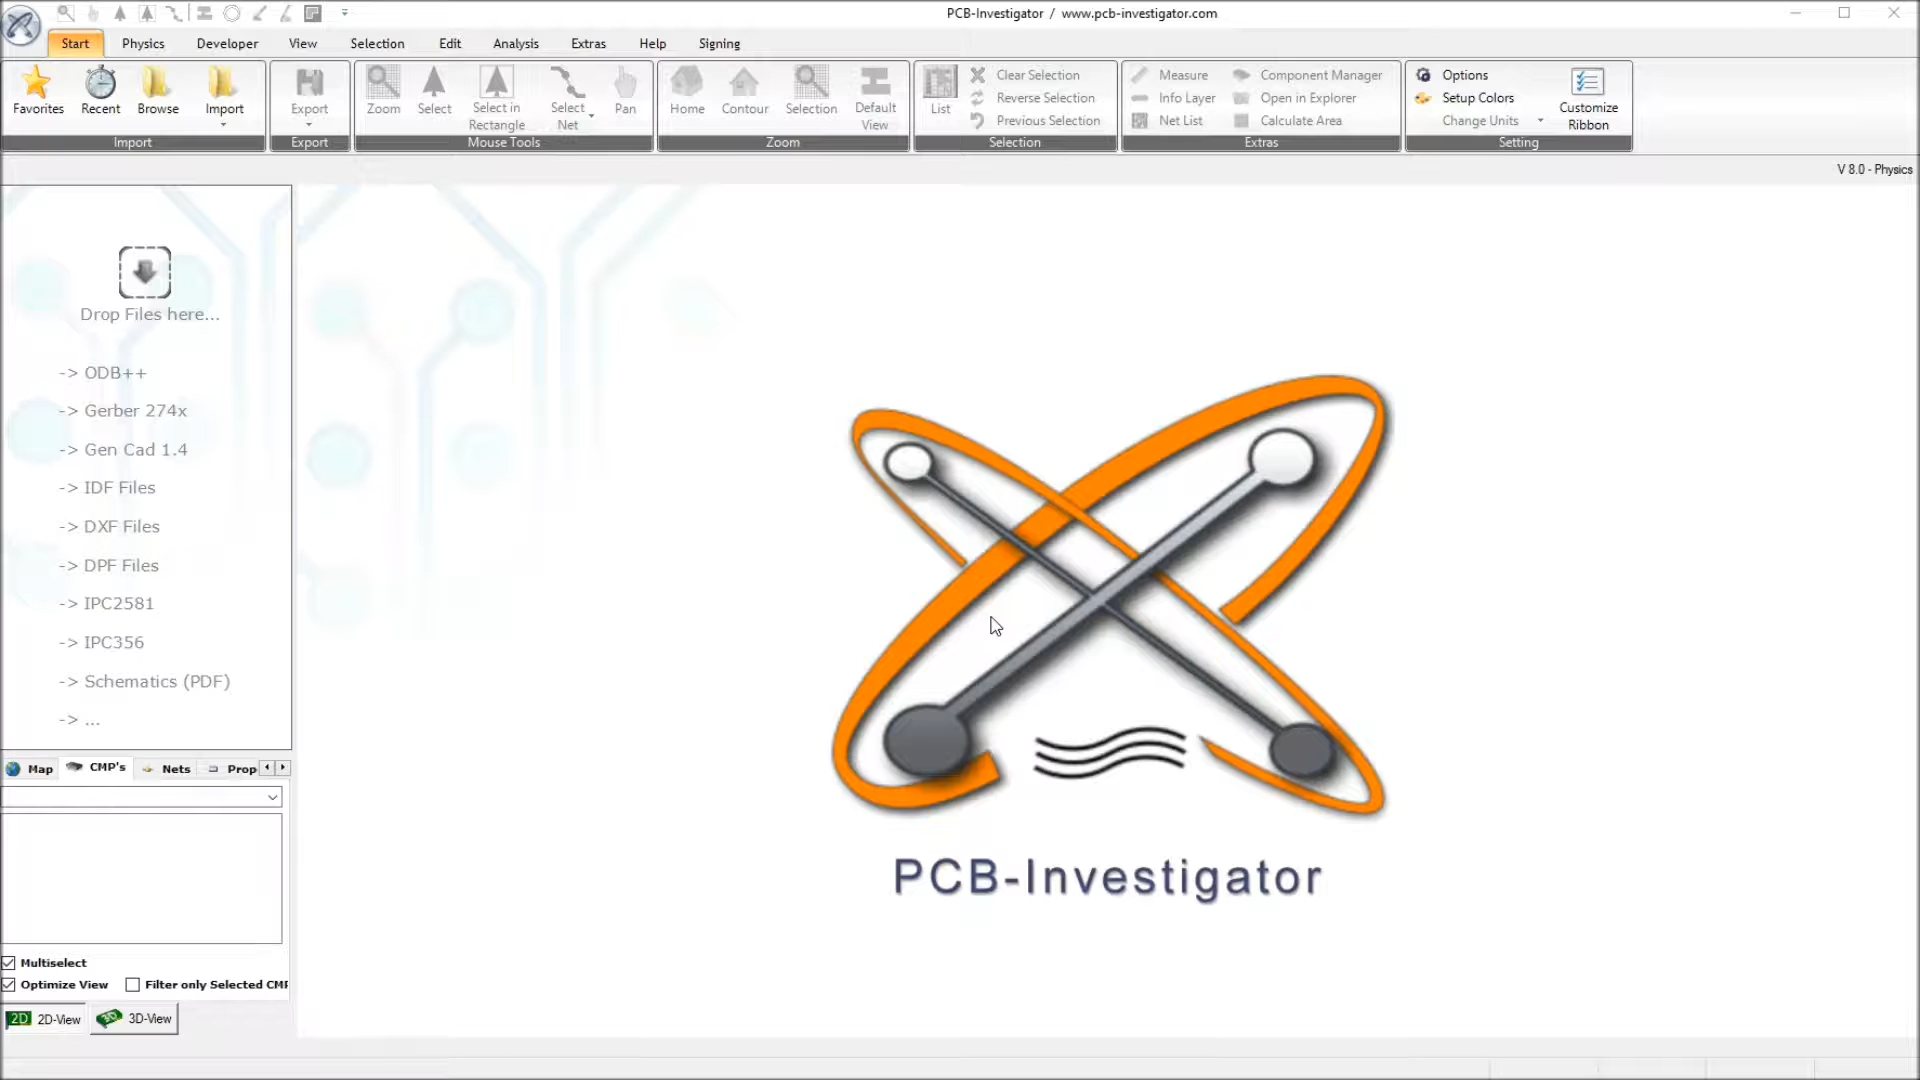 PCB-Investigator / www.pcb-investigator.com
Start Physics Developer View Selection Edit Analysis Extras Help Signing
Favorites Recent Browse Import
Import
Export
Export
Zoom Select Select in Rectangle Select Net Pan
Mouse Tools
Home Contour Selection Default View
Zoom
List Clear Selection
Reverse Selection
Previous Selection
Selection
Measure Component Manager
Info Layer Open in Explorer
Net List Calculate Area
Extras
Options
Setup Colors
Change Units
Customize Ribbon
Setting
V 8.0 - Physics
Drop Files here...
-> ODB++
-> Gerber 274x
-> Gen Cad 1.4
-> IDF Files
-> DXF Files
-> DPF Files
-> IPC2581
-> IPC356
-> Schematics (PDF)
-> ...
Map CMP's Nets Prop
Multiselect
Optimize View Filter only Selected CMP
2D 2D-View 3D-View
PCB-Investigator